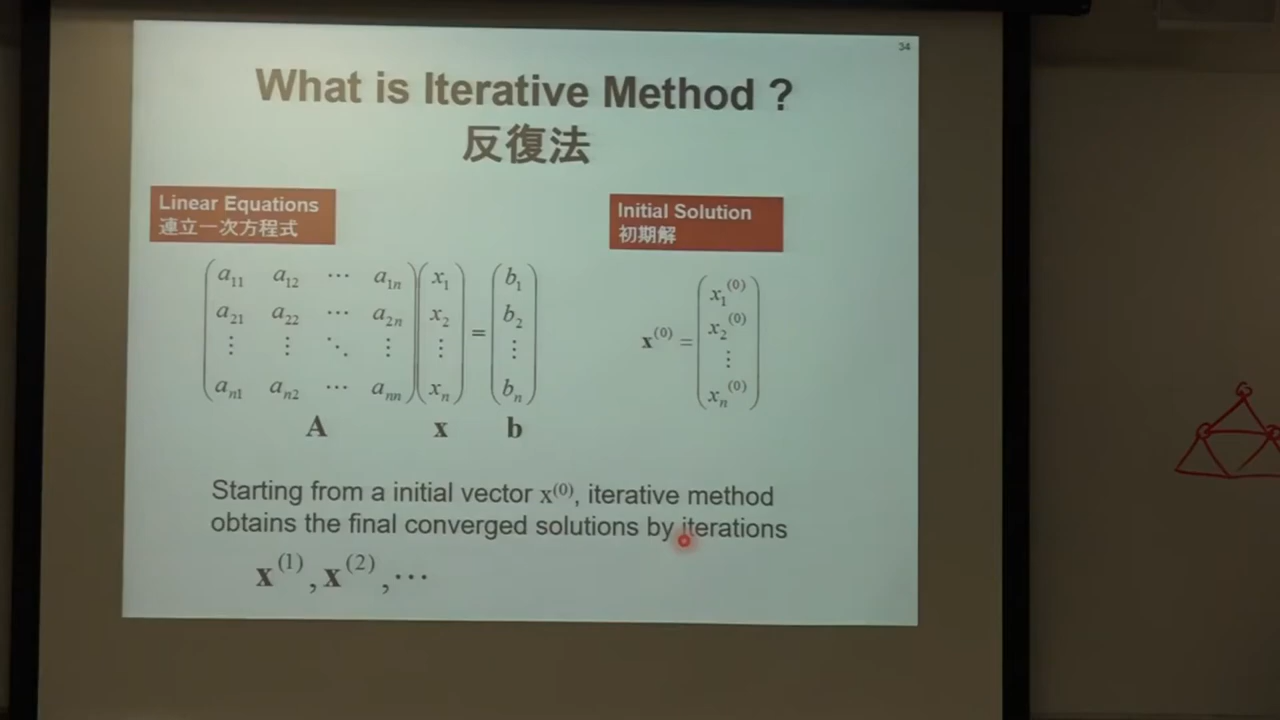 34
What is Iterative Method ?
反復法
Linear Equations
連立一次方程式
Initial Solution
初期解
a₁₁ a₁₂ ⋯ a₁ₙ x₁ b₁
a₂₁ a₂₂ ⋯ a₂ₙ x₂ = b₂
⋮ ⋮ ⋱ ⋮ ⋮ ⋮
aₙ₁ aₙ₂ ⋯ aₙₙ xₙ bₙ
A x b
x⁽⁰⁾ =
x₁⁽⁰⁾
x₂⁽⁰⁾
⋮
xₙ⁽⁰⁾
Starting from a initial vector x⁽⁰⁾, iterative method
obtains the final converged solutions by iterations
x⁽¹⁾, x⁽²⁾, ⋯